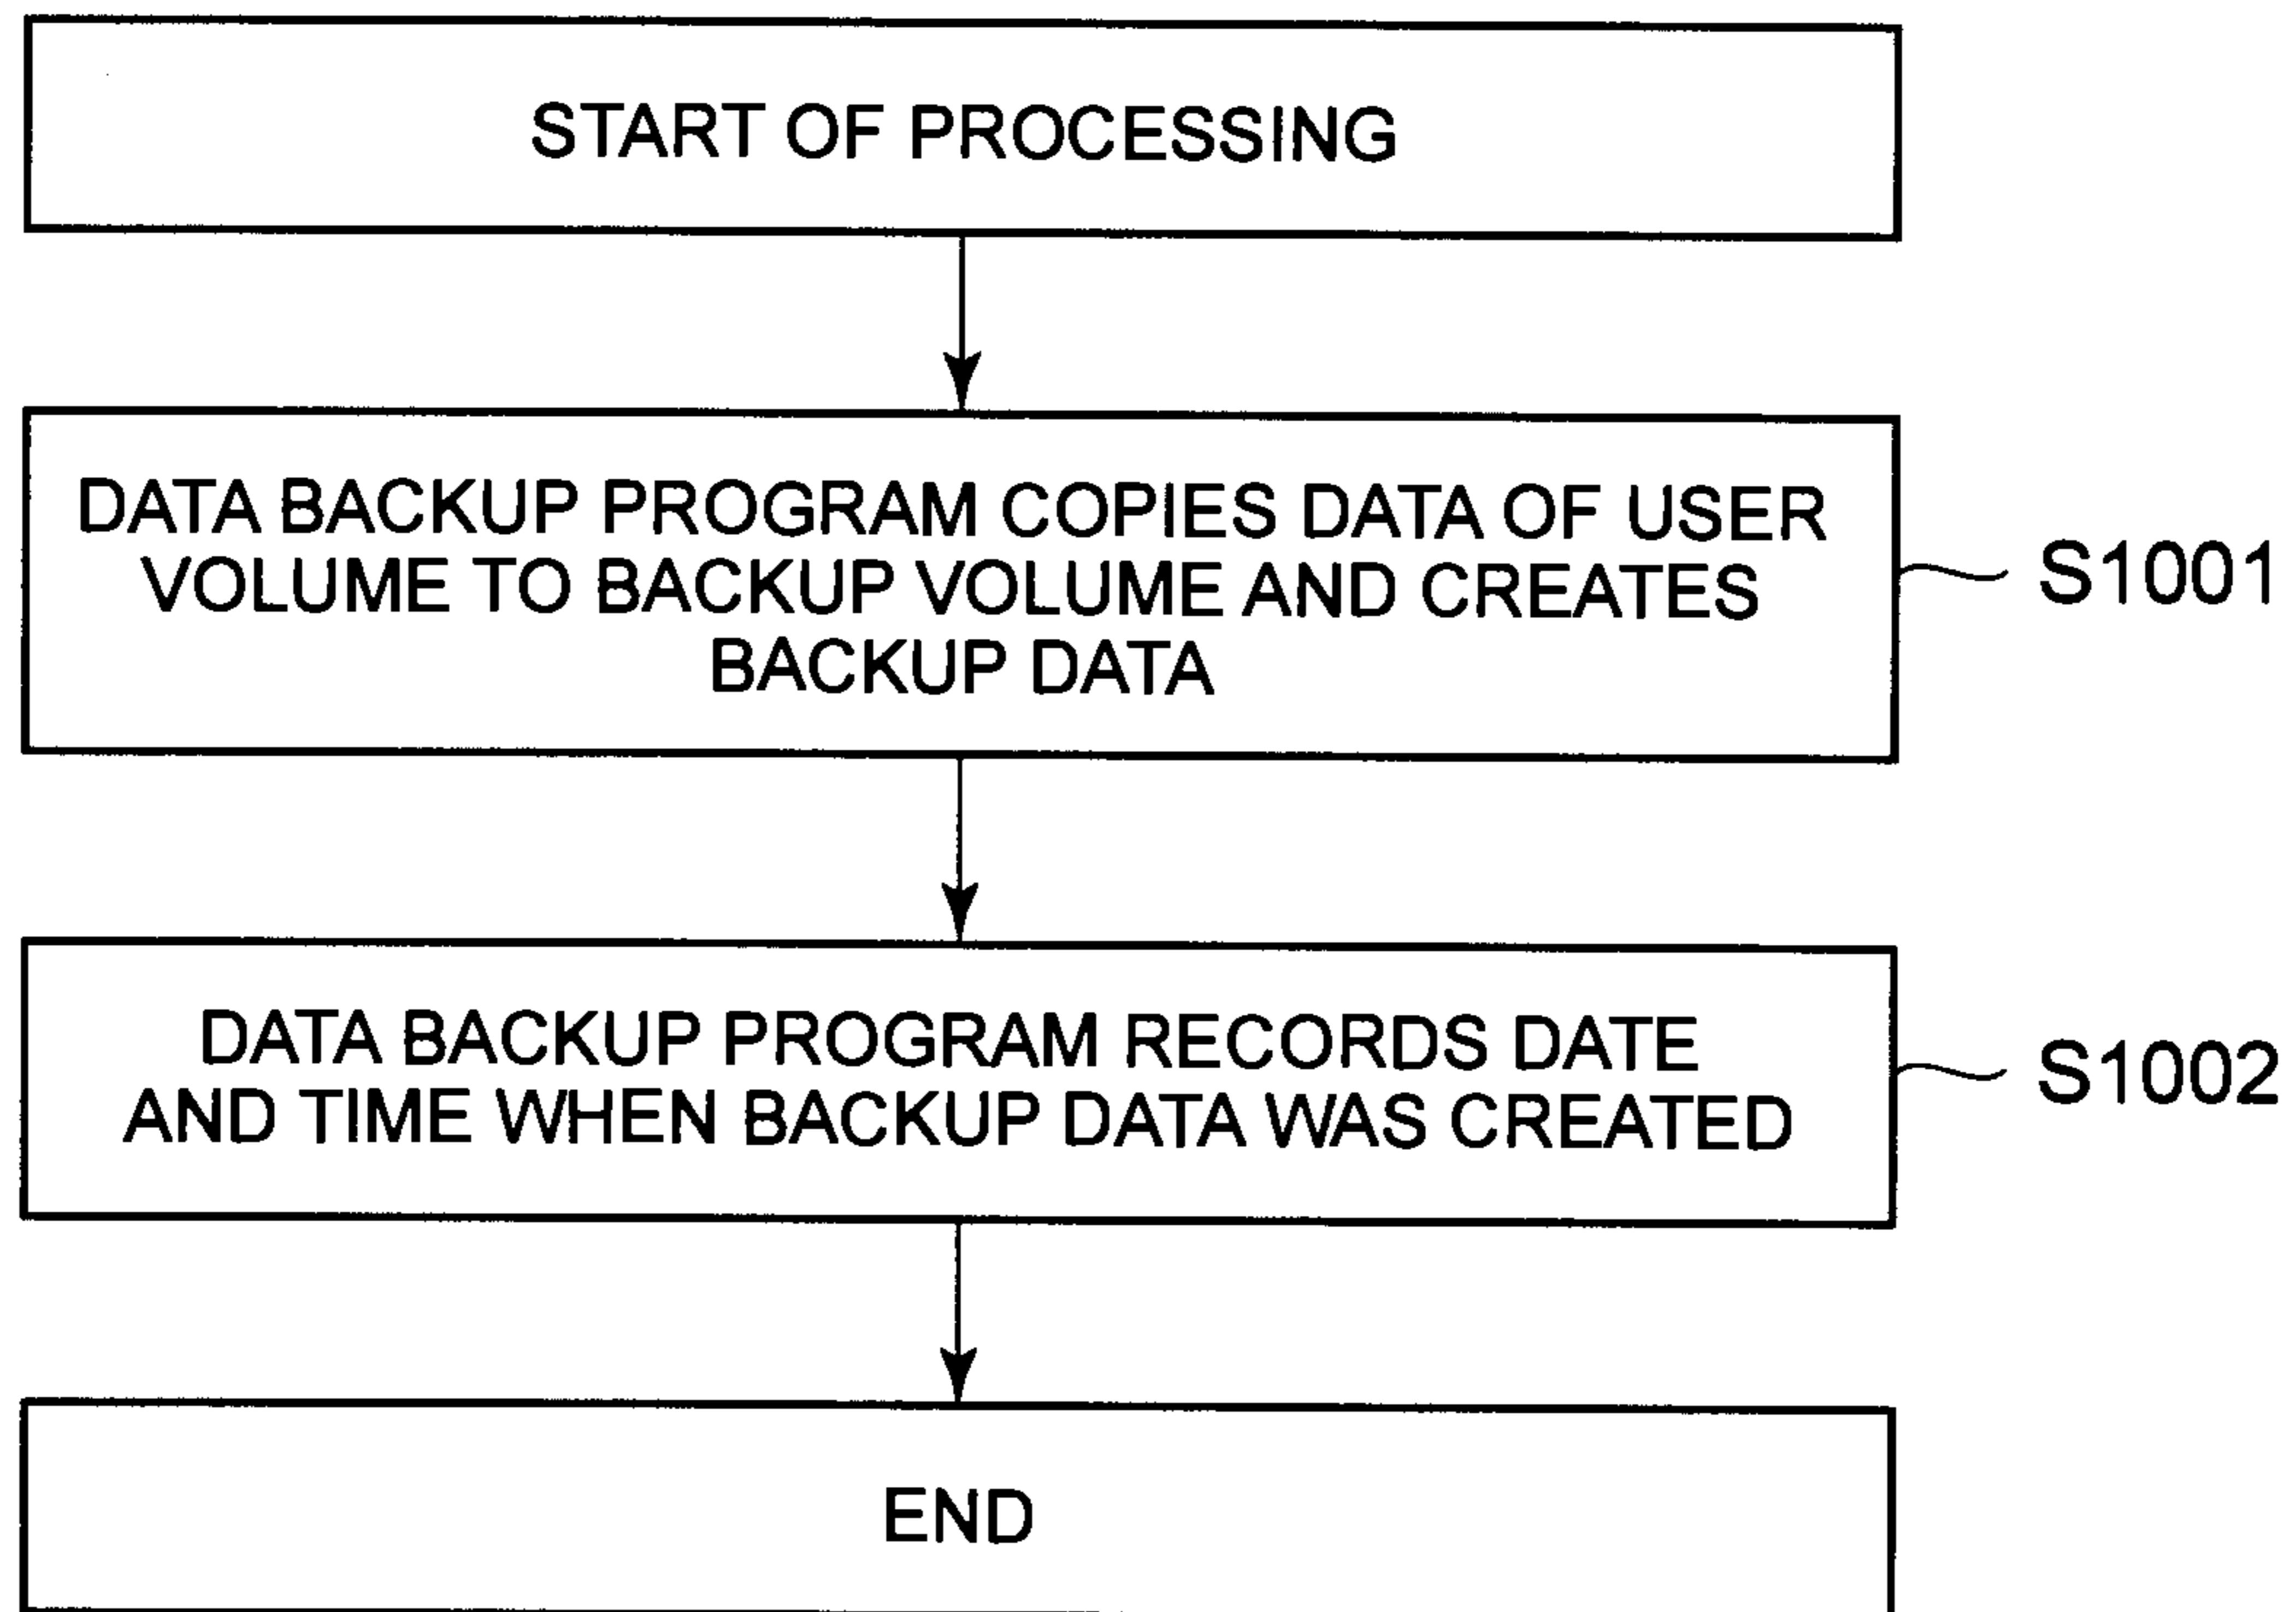 START OF PROCESSING
DATA BACKUP PROGRAM COPIES DATA OF USER
VOLUME TO BACKUP VOLUME AND CREATES
BACKUP DATA
S1001
DATA BACKUP PROGRAM RECORDS DATE
AND TIME WHEN BACKUP DATA WAS CREATED
S1002
END